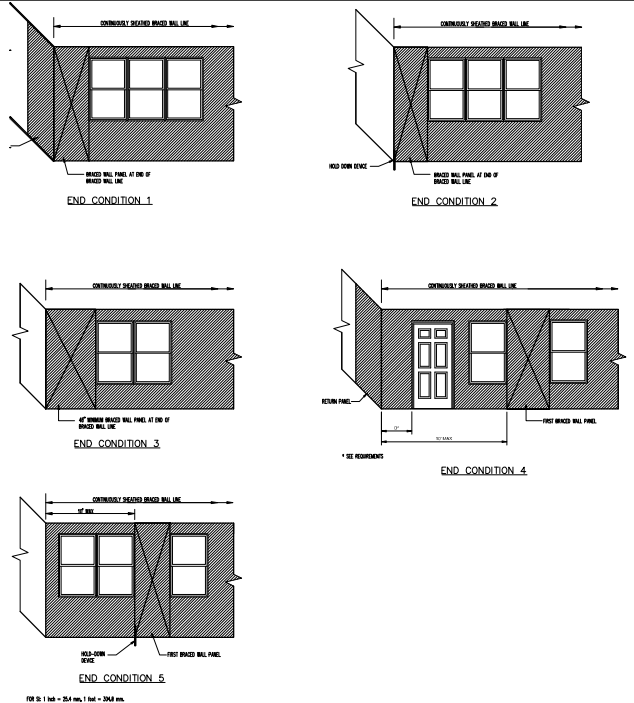 CONTINUOUSLY SHEATHED BRACED WALL LINE
BRACED WALL PANEL AT END OF
BRACED WALL LINE
END CONDITION 1
CONTINUOUSLY SHEATHED BRACED WALL LINE
HOLD DOWN DEVICE
BRACED WALL PANEL AT END OF
BRACED WALL LINE
END CONDITION 2
CONTINUOUSLY SHEATHED BRACED WALL LINE
48" MINIMUM BRACED WALL PANEL AT END OF
BRACED WALL LINE
END CONDITION 3
CONTINUOUSLY SHEATHED BRACED WALL LINE
RETURN PANEL
FIRST BRACED WALL PANEL
D*
10' MAX
* SEE REQUIREMENTS
END CONDITION 4
CONTINUOUSLY SHEATHED BRACED WALL LINE
10' MAX
HOLD-DOWN
DEVICE
FIRST BRACED WALL PANEL
END CONDITION 5
FOR SI: 1 inch = 25.4 mm, 1 foot = 304.8 mm.